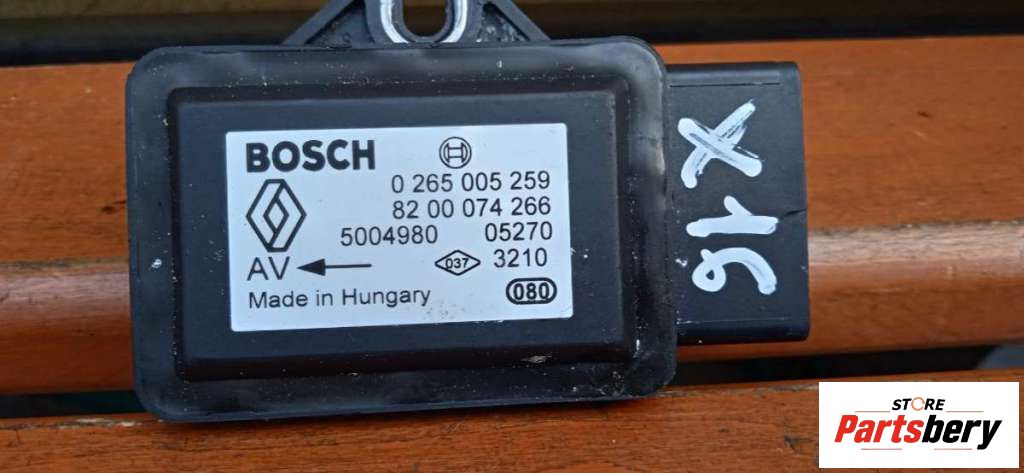 BOSCH
0 265 005 259
82 00 074 266
5004980 05270
AV 037 3210
Made in Hungary 080
X 16
STORE
Partsbery